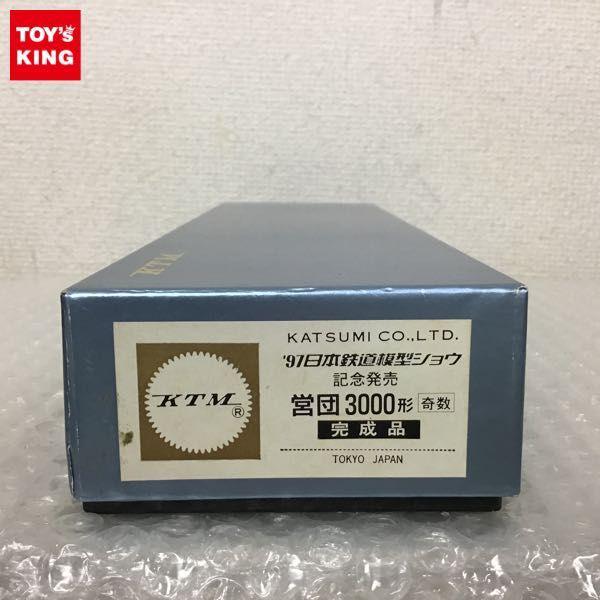 TOY'S
KING
KTM
KATSUMI CO.,LTD.
'97日本鉄道模型ショウ
記念発売
営団3000形 奇数
完成品
TOKYO JAPAN
KTM ®